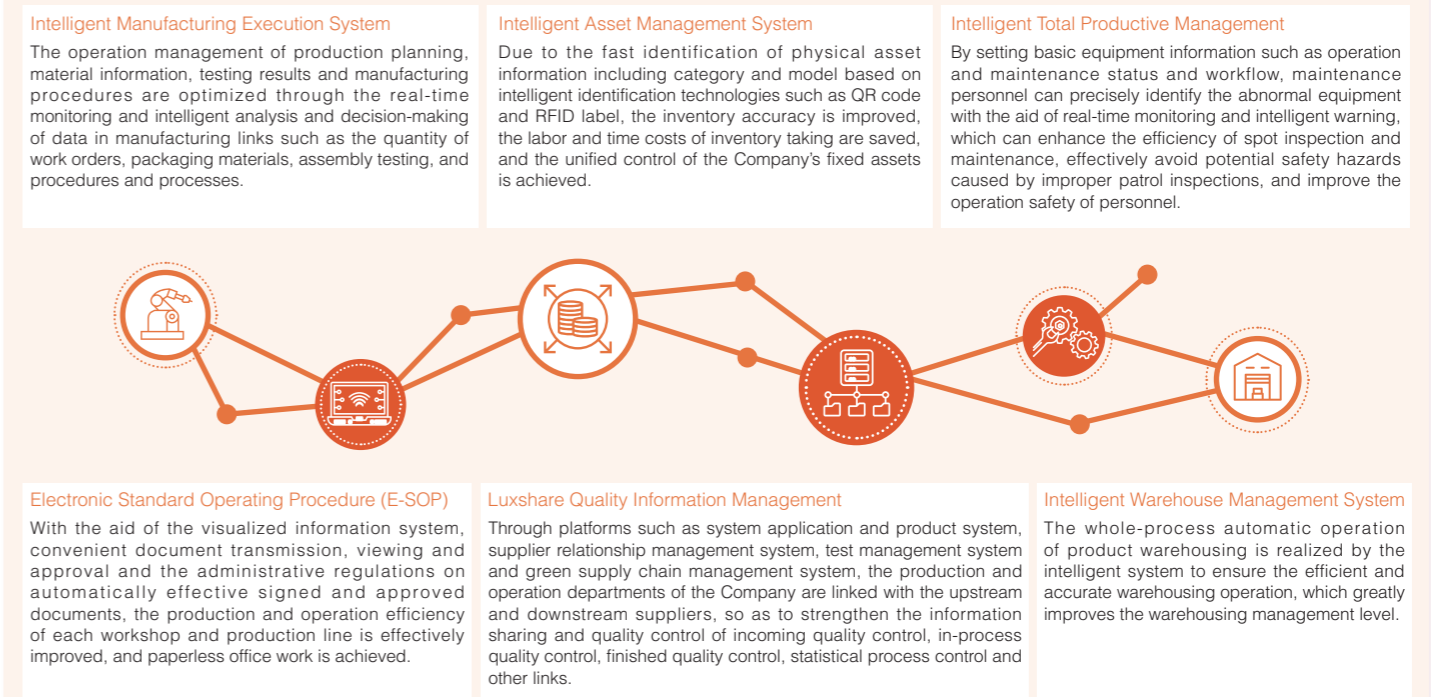 Intelligent Manufacturing Execution System
The operation management of production planning,
material information, testing results and manufacturing
procedures are optimized through the real-time
monitoring and intelligent analysis and decision-making
of data in manufacturing links such as the quantity of
work orders, packaging materials, assembly testing, and
procedures and processes.
Intelligent Asset Management System
Due to the fast identification of physical asset
information including category and model based on
intelligent identification technologies such as QR code
and RFID label, the inventory accuracy is improved,
the labor and time costs of inventory taking are saved,
and the unified control of the Company's fixed assets
is achieved.
Intelligent Total Productive Management
By setting basic equipment information such as operation
and maintenance status and workflow, maintenance
personnel can precisely identify the abnormal equipment
with the aid of real-time monitoring and intelligent warning,
which can enhance the efficiency of spot inspection and
maintenance, effectively avoid potential safety hazards
caused by improper patrol inspections, and improve the
operation safety of personnel.
Electronic Standard Operating Procedure (E-SOP)
With the aid of the visualized information system,
convenient document transmission, viewing and
approval and the administrative regulations on
automatically effective signed and approved
documents, the production and operation efficiency
of each workshop and production line is effectively
improved, and paperless office work is achieved.
Luxshare Quality Information Management
Through platforms such as system application and product system,
supplier relationship management system, test management system
and green supply chain management system, the production and
operation departments of the Company are linked with the upstream
and downstream suppliers, so as to strengthen the information
sharing and quality control of incoming quality control, in-process
quality control, finished quality control, statistical process control and
other links.
Intelligent Warehouse Management System
The whole-process automatic operation
of product warehousing is realized by the
intelligent system to ensure the efficient and
accurate warehousing operation, which greatly
improves the warehousing management level.